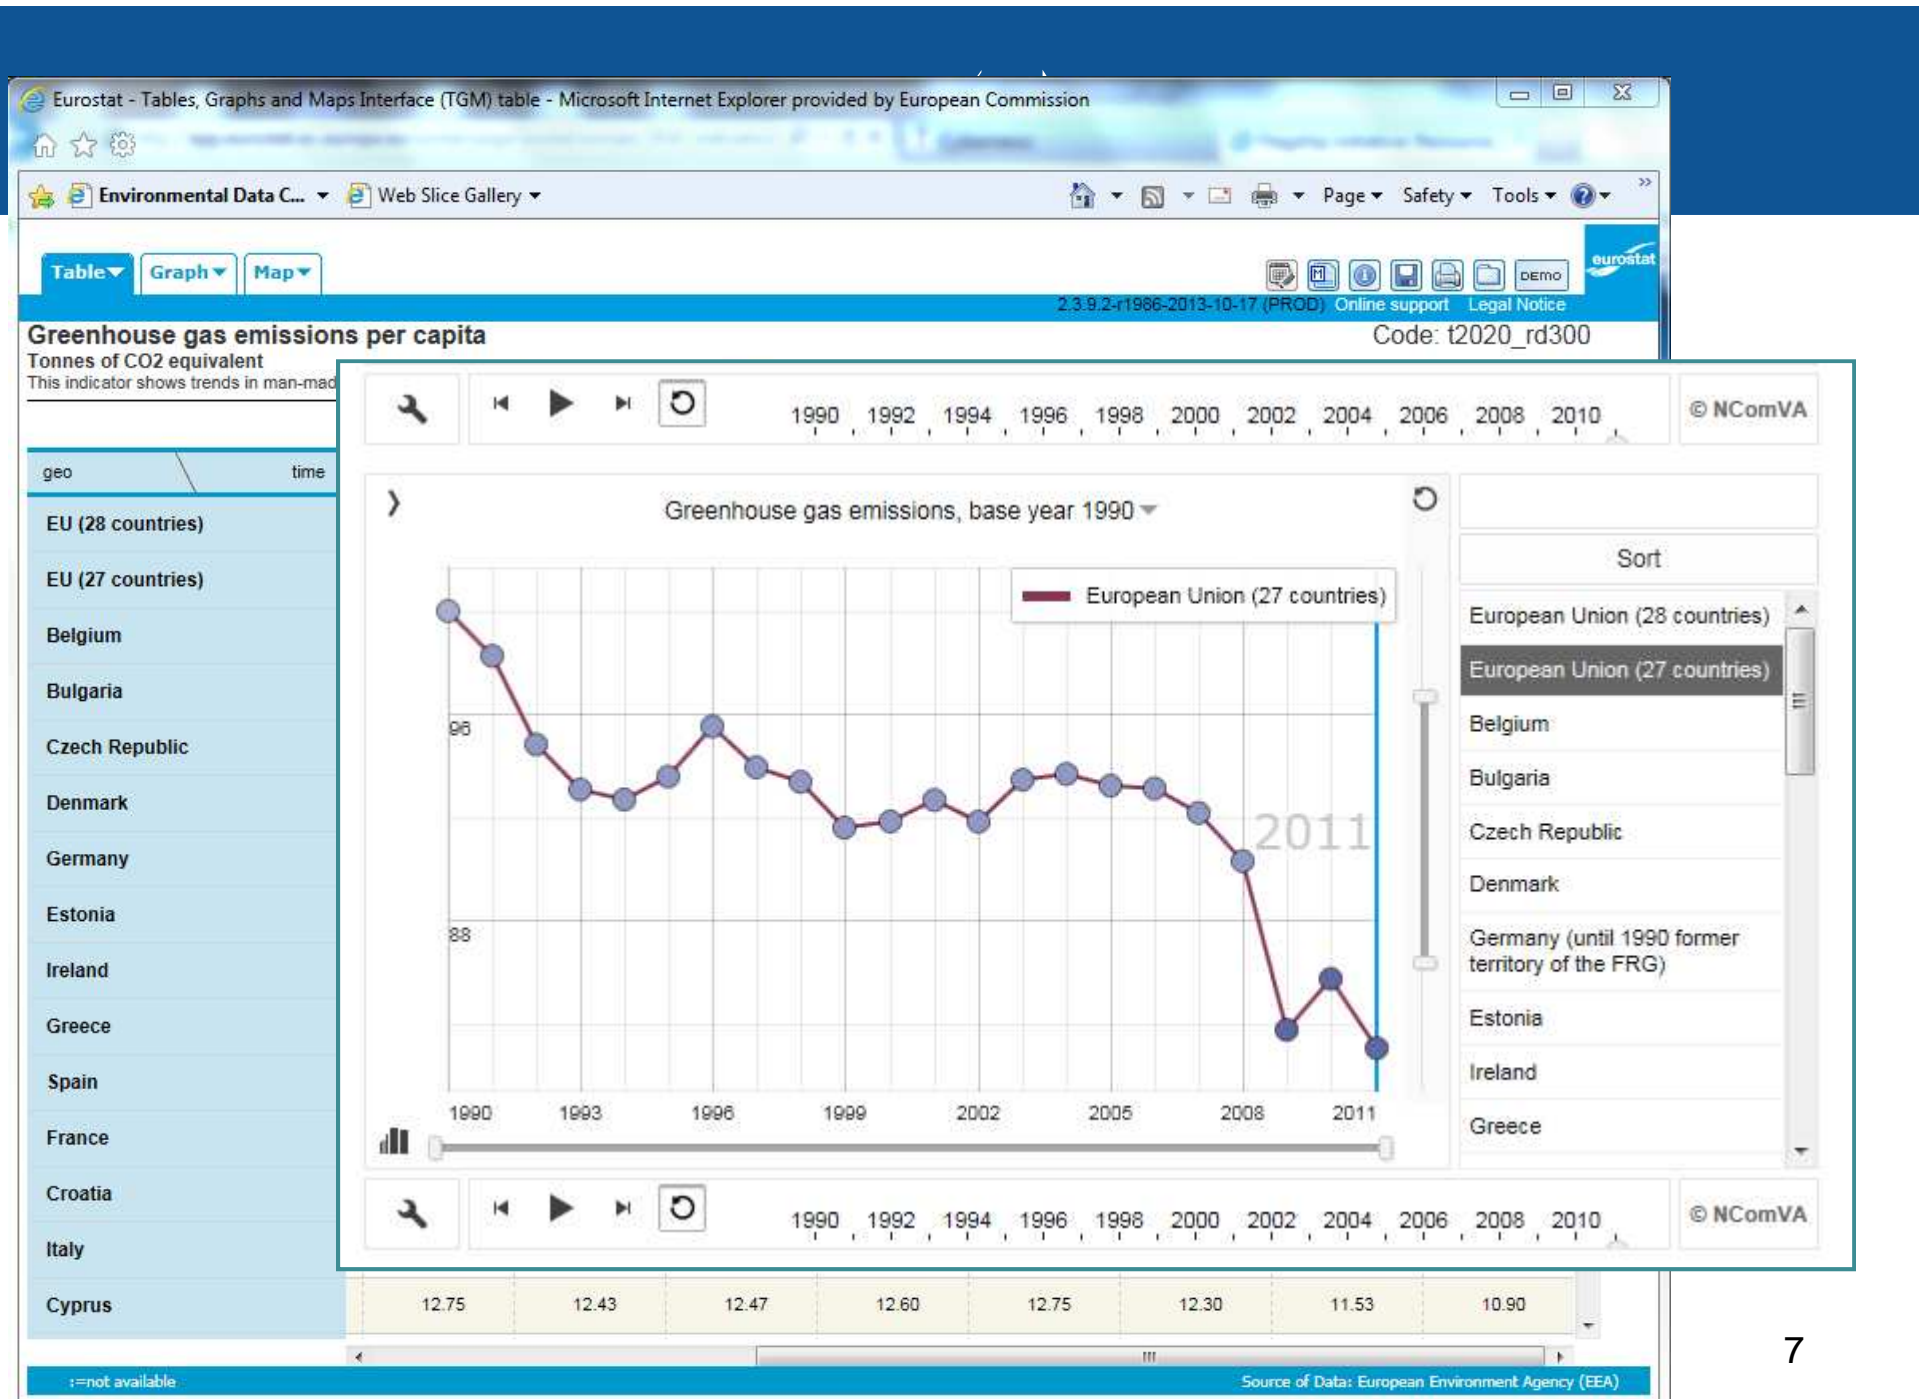 Eurostat - Tables, Graphs and Maps Interface (TGM) table - Microsoft Internet Explorer provided by European Commission
Environmental Data C... Web Slice Gallery Page Safety Tools
Table Graph Map DEMO eurostat
2.3.9.2-r1986-2013-10-17 (PROD) Online support Legal Notice
Greenhouse gas emissions per capita Code: t2020_rd300
Tonnes of CO2 equivalent
This indicator shows trends in man-mad
1990 1992 1994 1996 1998 2000 2002 2004 2006 2008 2010 © NComVA
geo time
EU (28 countries)
EU (27 countries)
Belgium
Bulgaria
Czech Republic
Denmark
Germany
Estonia
Ireland
Greece
Spain
France
Croatia
Italy
Greenhouse gas emissions, base year 1990
European Union (27 countries)
96
88
2011
1990 1993 1996 1999 2002 2005 2008 2011
Sort
European Union (28 countries)
European Union (27 countries)
Belgium
Bulgaria
Czech Republic
Denmark
Germany (until 1990 former
territory of the FRG)
Estonia
Ireland
Greece
1990 1992 1994 1996 1998 2000 2002 2004 2006 2008 2010 © NComVA
Cyprus 12.75 12.43 12.47 12.60 12.75 12.30 11.53 10.90
:=not available Source of Data: European Environment Agency (EEA)
7